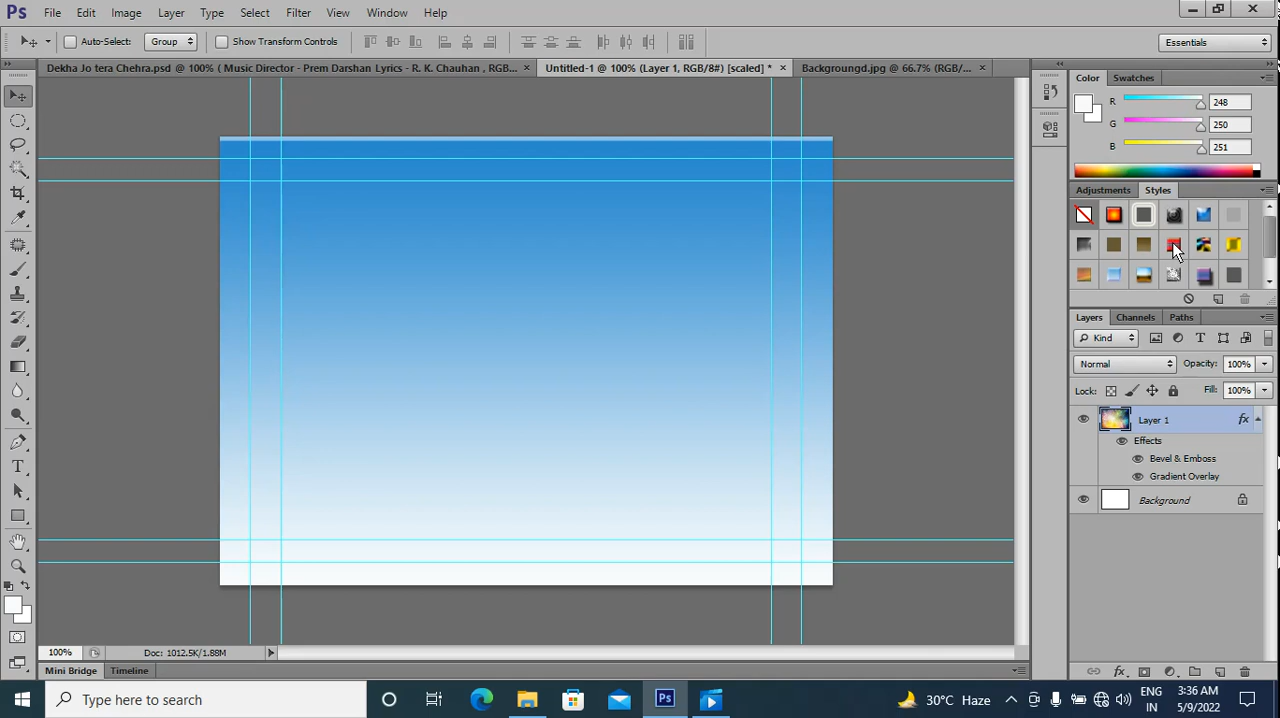 Ps File Edit Image Layer Type Select Filter View Window Help
Auto-Select: Group Show Transform Controls Essentials
Dekha Jo tera Chehra.psd @ 100% ( Music Director - Prem Darshan Lyrics - R. K. Chauhan , RGB... × Untitled-1 @ 100% (Layer 1, RGB/8#) [scaled] * × Backgroungd.jpg @ 66.7% (RGB/... ×
Color Swatches
R 248
G 250
B 251
Adjustments Styles
Layers Channels Paths
Kind
Normal Opacity: 100%
Lock: Fill: 100%
Layer 1 fx
Effects
Bevel & Emboss
Gradient Overlay
Background
100% Doc: 1012.5K/1.88M
Mini Bridge Timeline
Type here to search Ps 30°C Haze ENG IN 3:36 AM 5/9/2022